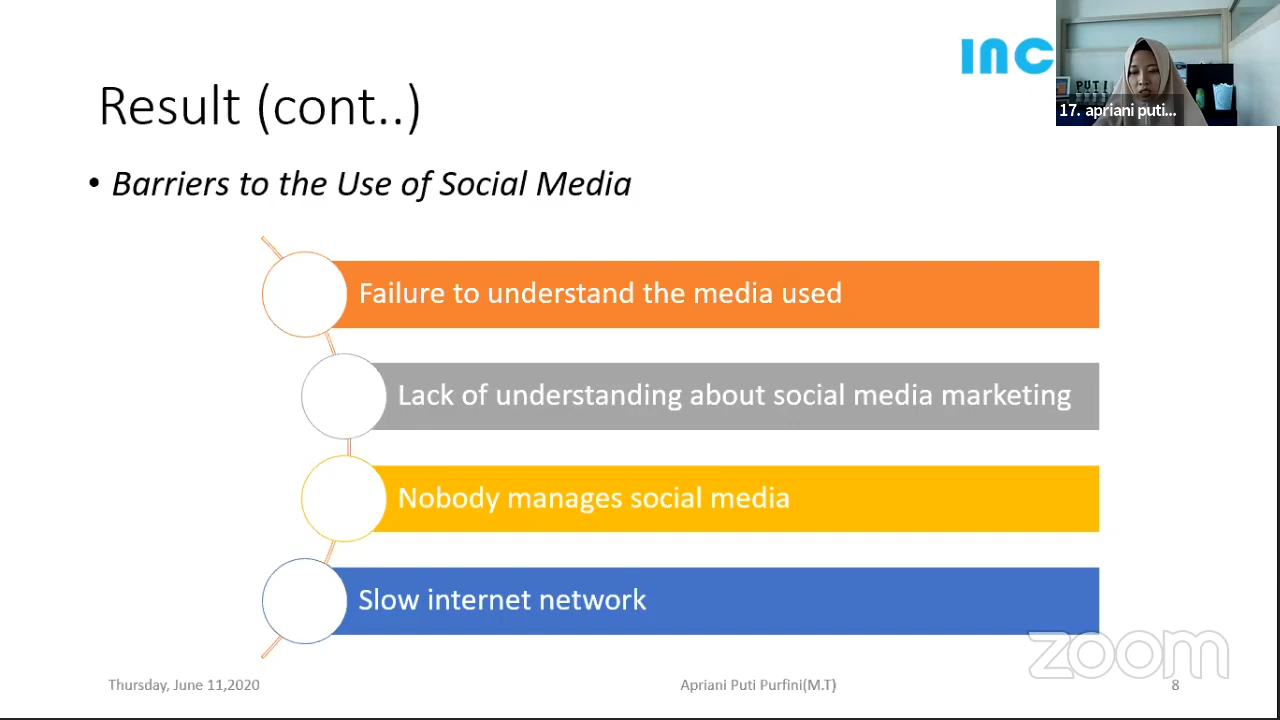 INC
PUTI
17. apriani puti...
Result (cont..)
• Barriers to the Use of Social Media
Failure to understand the media used
Lack of understanding about social media marketing
Nobody manages social media
Slow internet network
zoom
Thursday, June 11,2020
Apriani Puti Purfini(M.T)
8